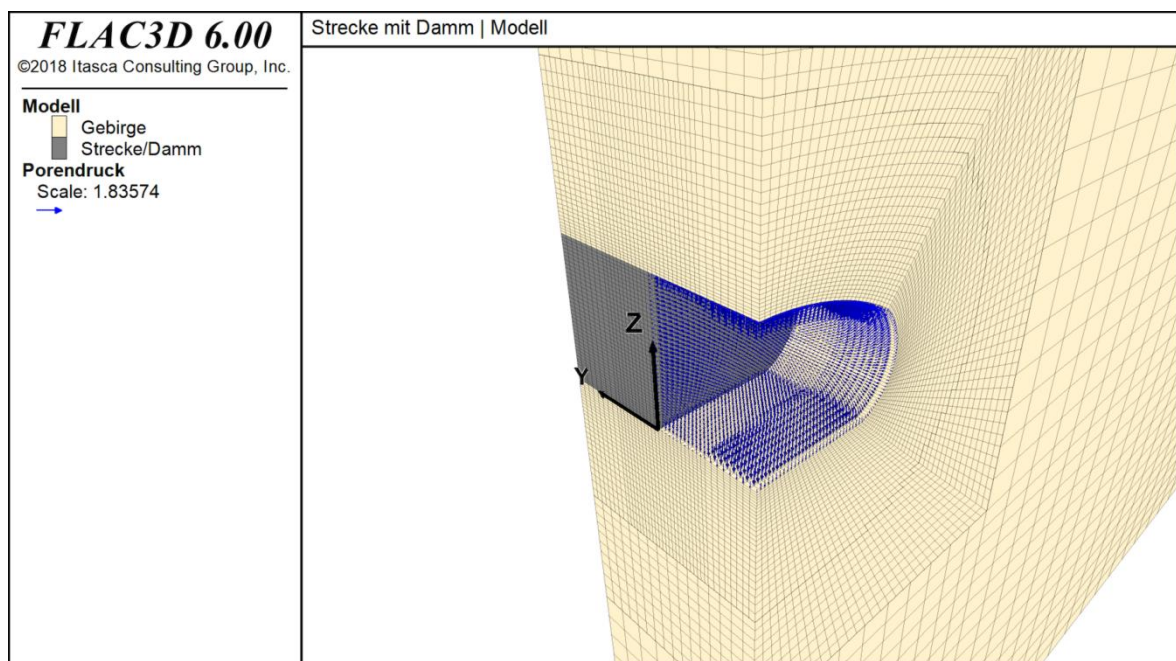 FLAC3D 6.00
©2018 Itasca Consulting Group, Inc.
Modell
Gebirge
Strecke/Damm
Porendruck
Scale: 1.83574
Strecke mit Damm | Modell
Z
Y